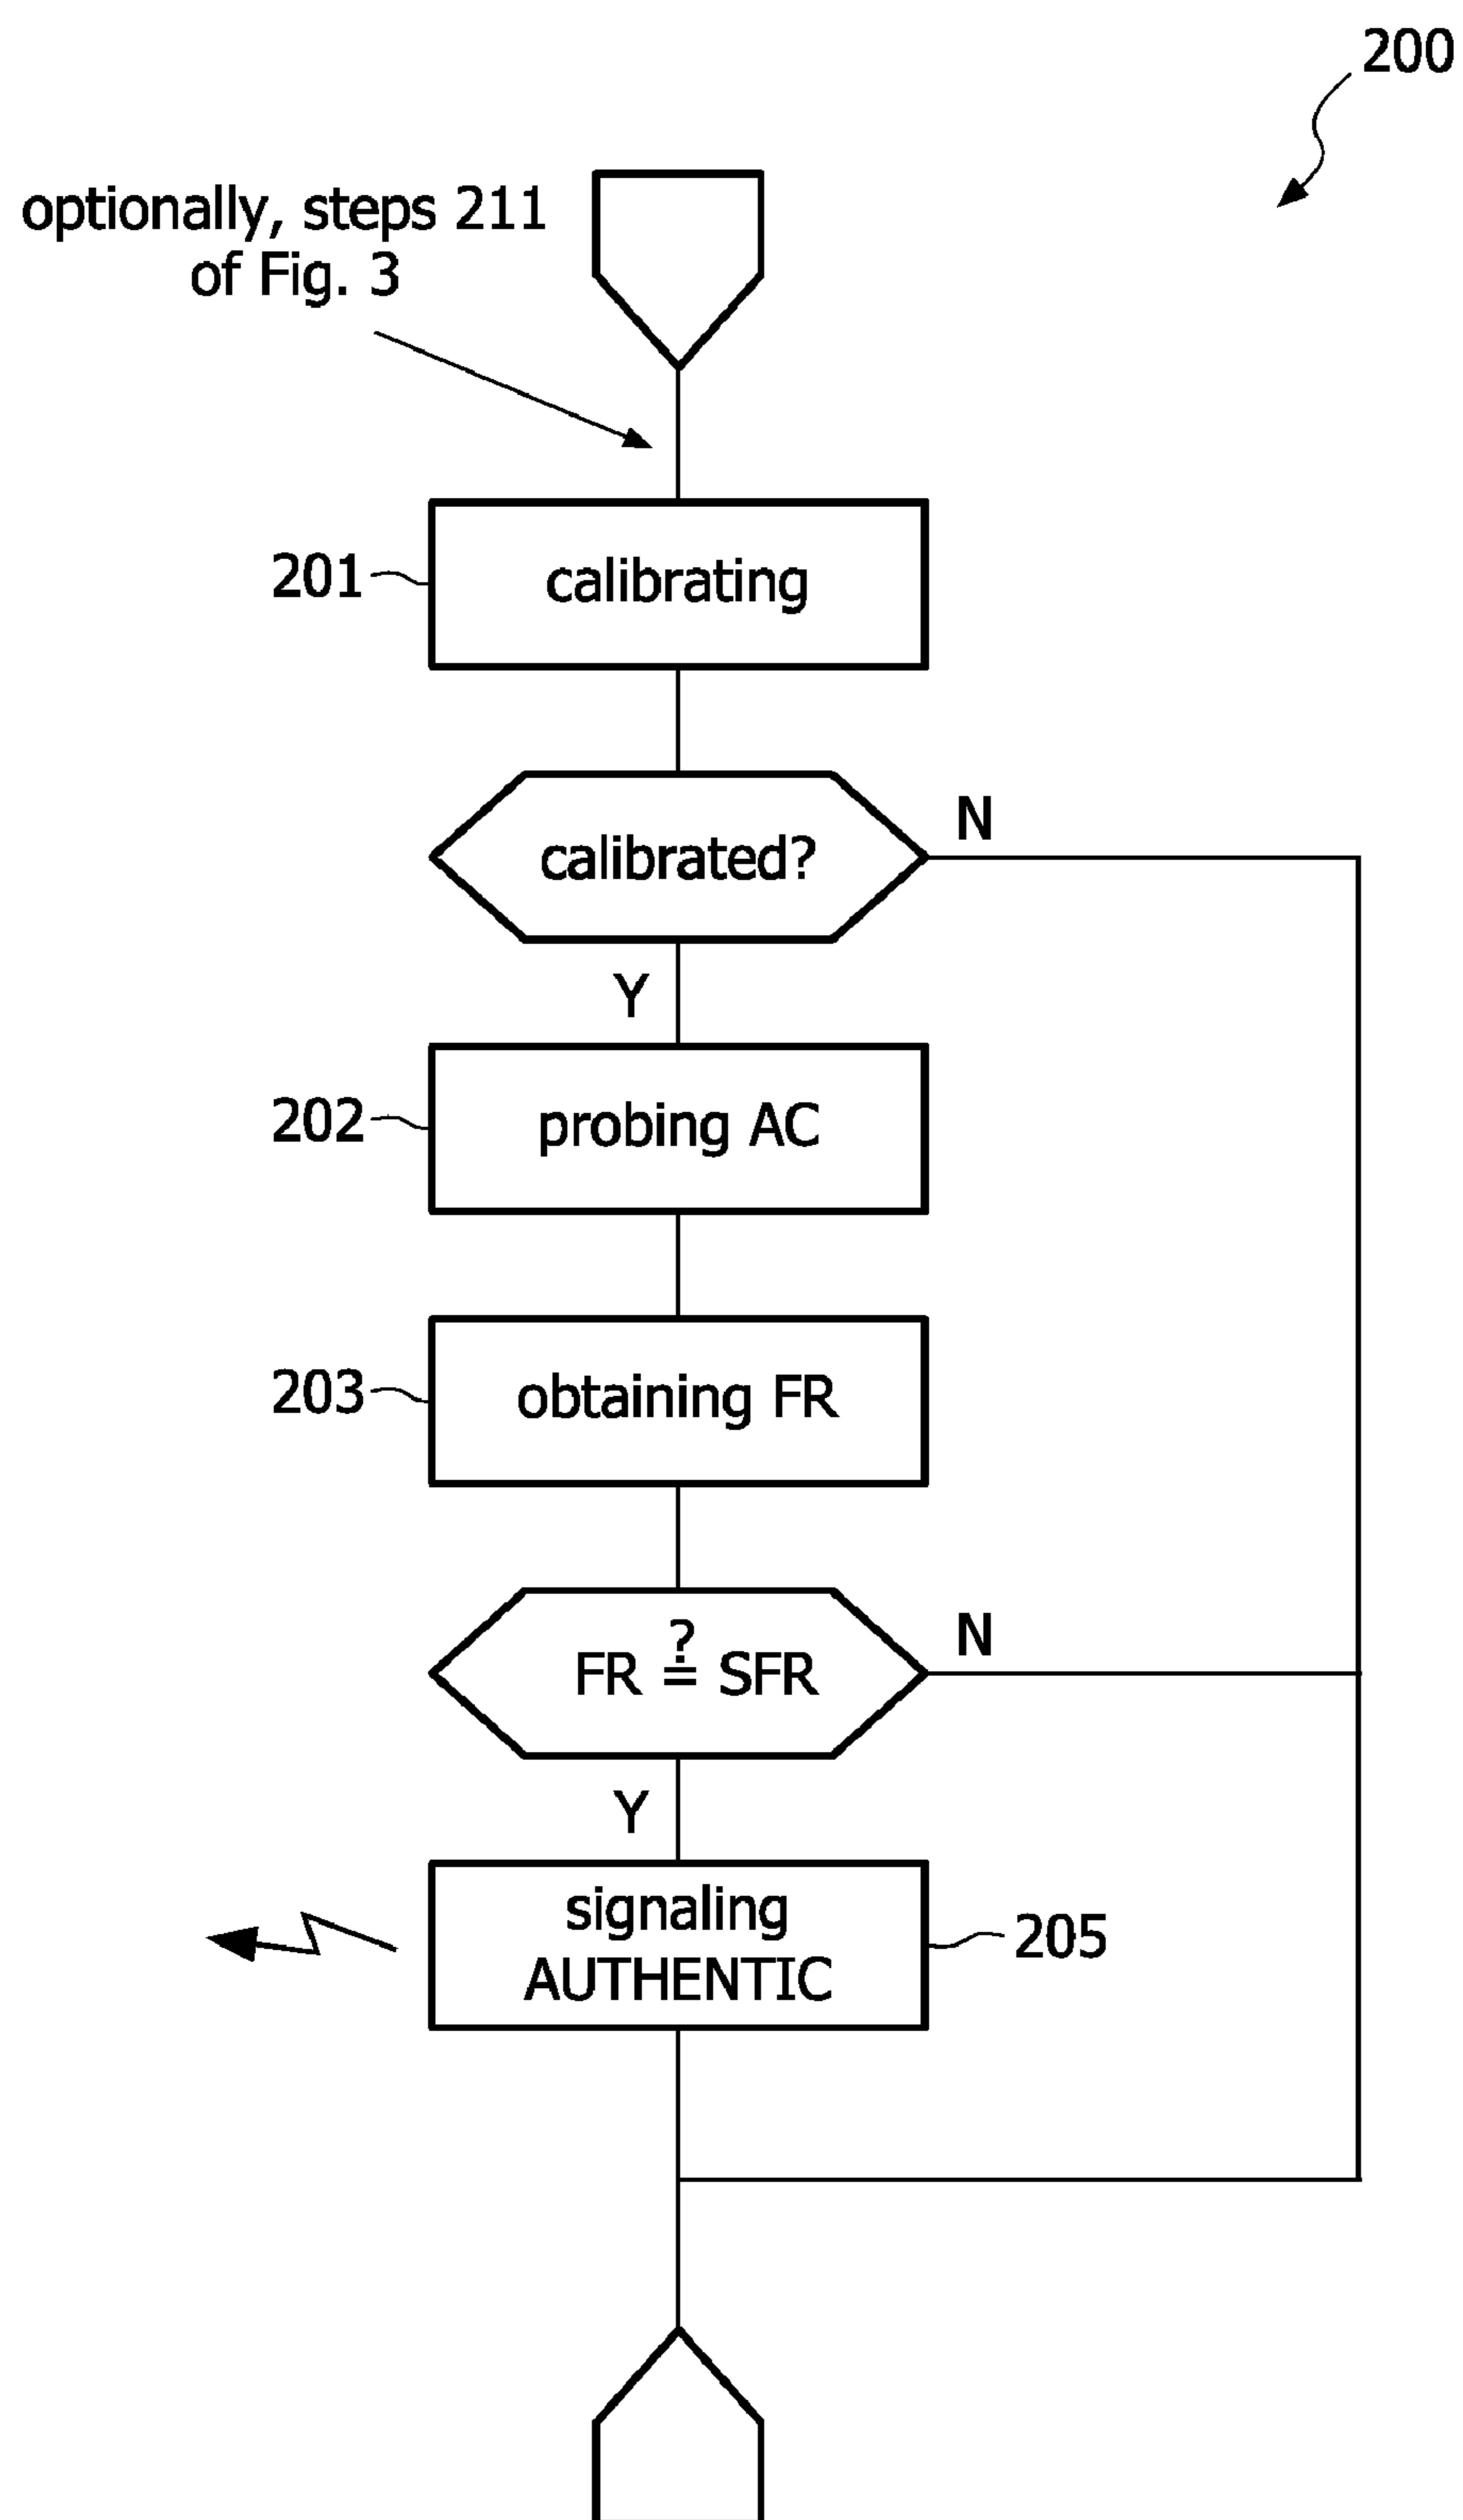 200
optionally, steps 211
of Fig. 3
201
calibrating
calibrated?
N
Y
202
probing AC
203
obtaining FR
?
FR = SFR
N
Y
signaling
AUTHENTIC
205